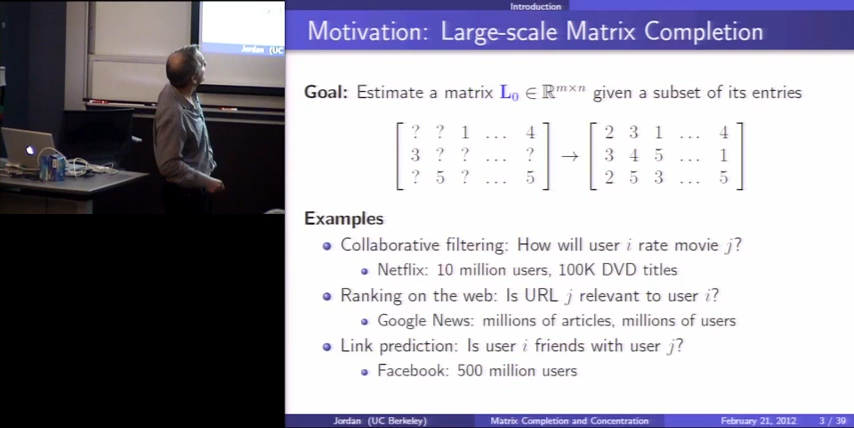 Introduction
Motivation: Large-scale Matrix Completion
Goal: Estimate a matrix L₀ ∈ ℝᵐˣⁿ given a subset of its entries
? ? 1 … 4 → 2 3 1 … 4
3 ? ? … ? 3 4 5 … 1
? 5 ? … 5 2 5 3 … 5
Examples
Collaborative filtering: How will user i rate movie j?
Netflix: 10 million users, 100K DVD titles
Ranking on the web: Is URL j relevant to user i?
Google News: millions of articles, millions of users
Link prediction: Is user i friends with user j?
Facebook: 500 million users
Jordan (UC Berkeley) Matrix Completion and Concentration February 21, 2012 3 / 39
Jordan (UC